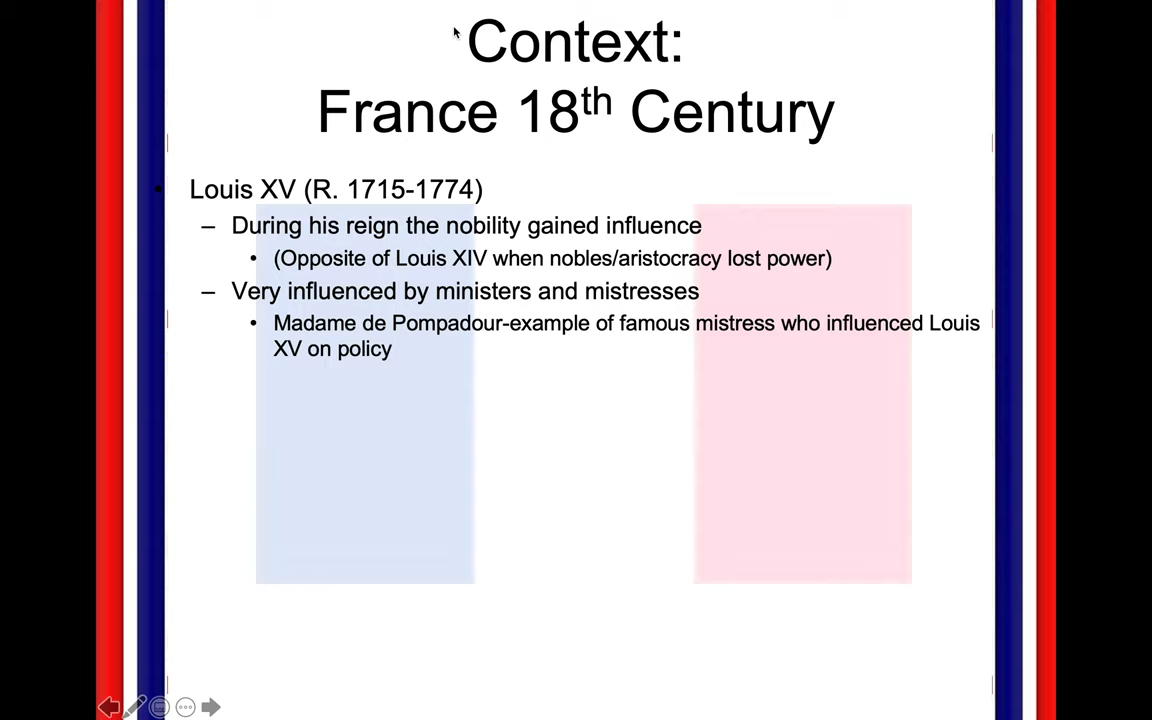 Context:
France 18th Century
• Louis XV (R. 1715-1774)
– During his reign the nobility gained influence
• (Opposite of Louis XIV when nobles/aristocracy lost power)
– Very influenced by ministers and mistresses
• Madame de Pompadour-example of famous mistress who influenced Louis
XV on policy